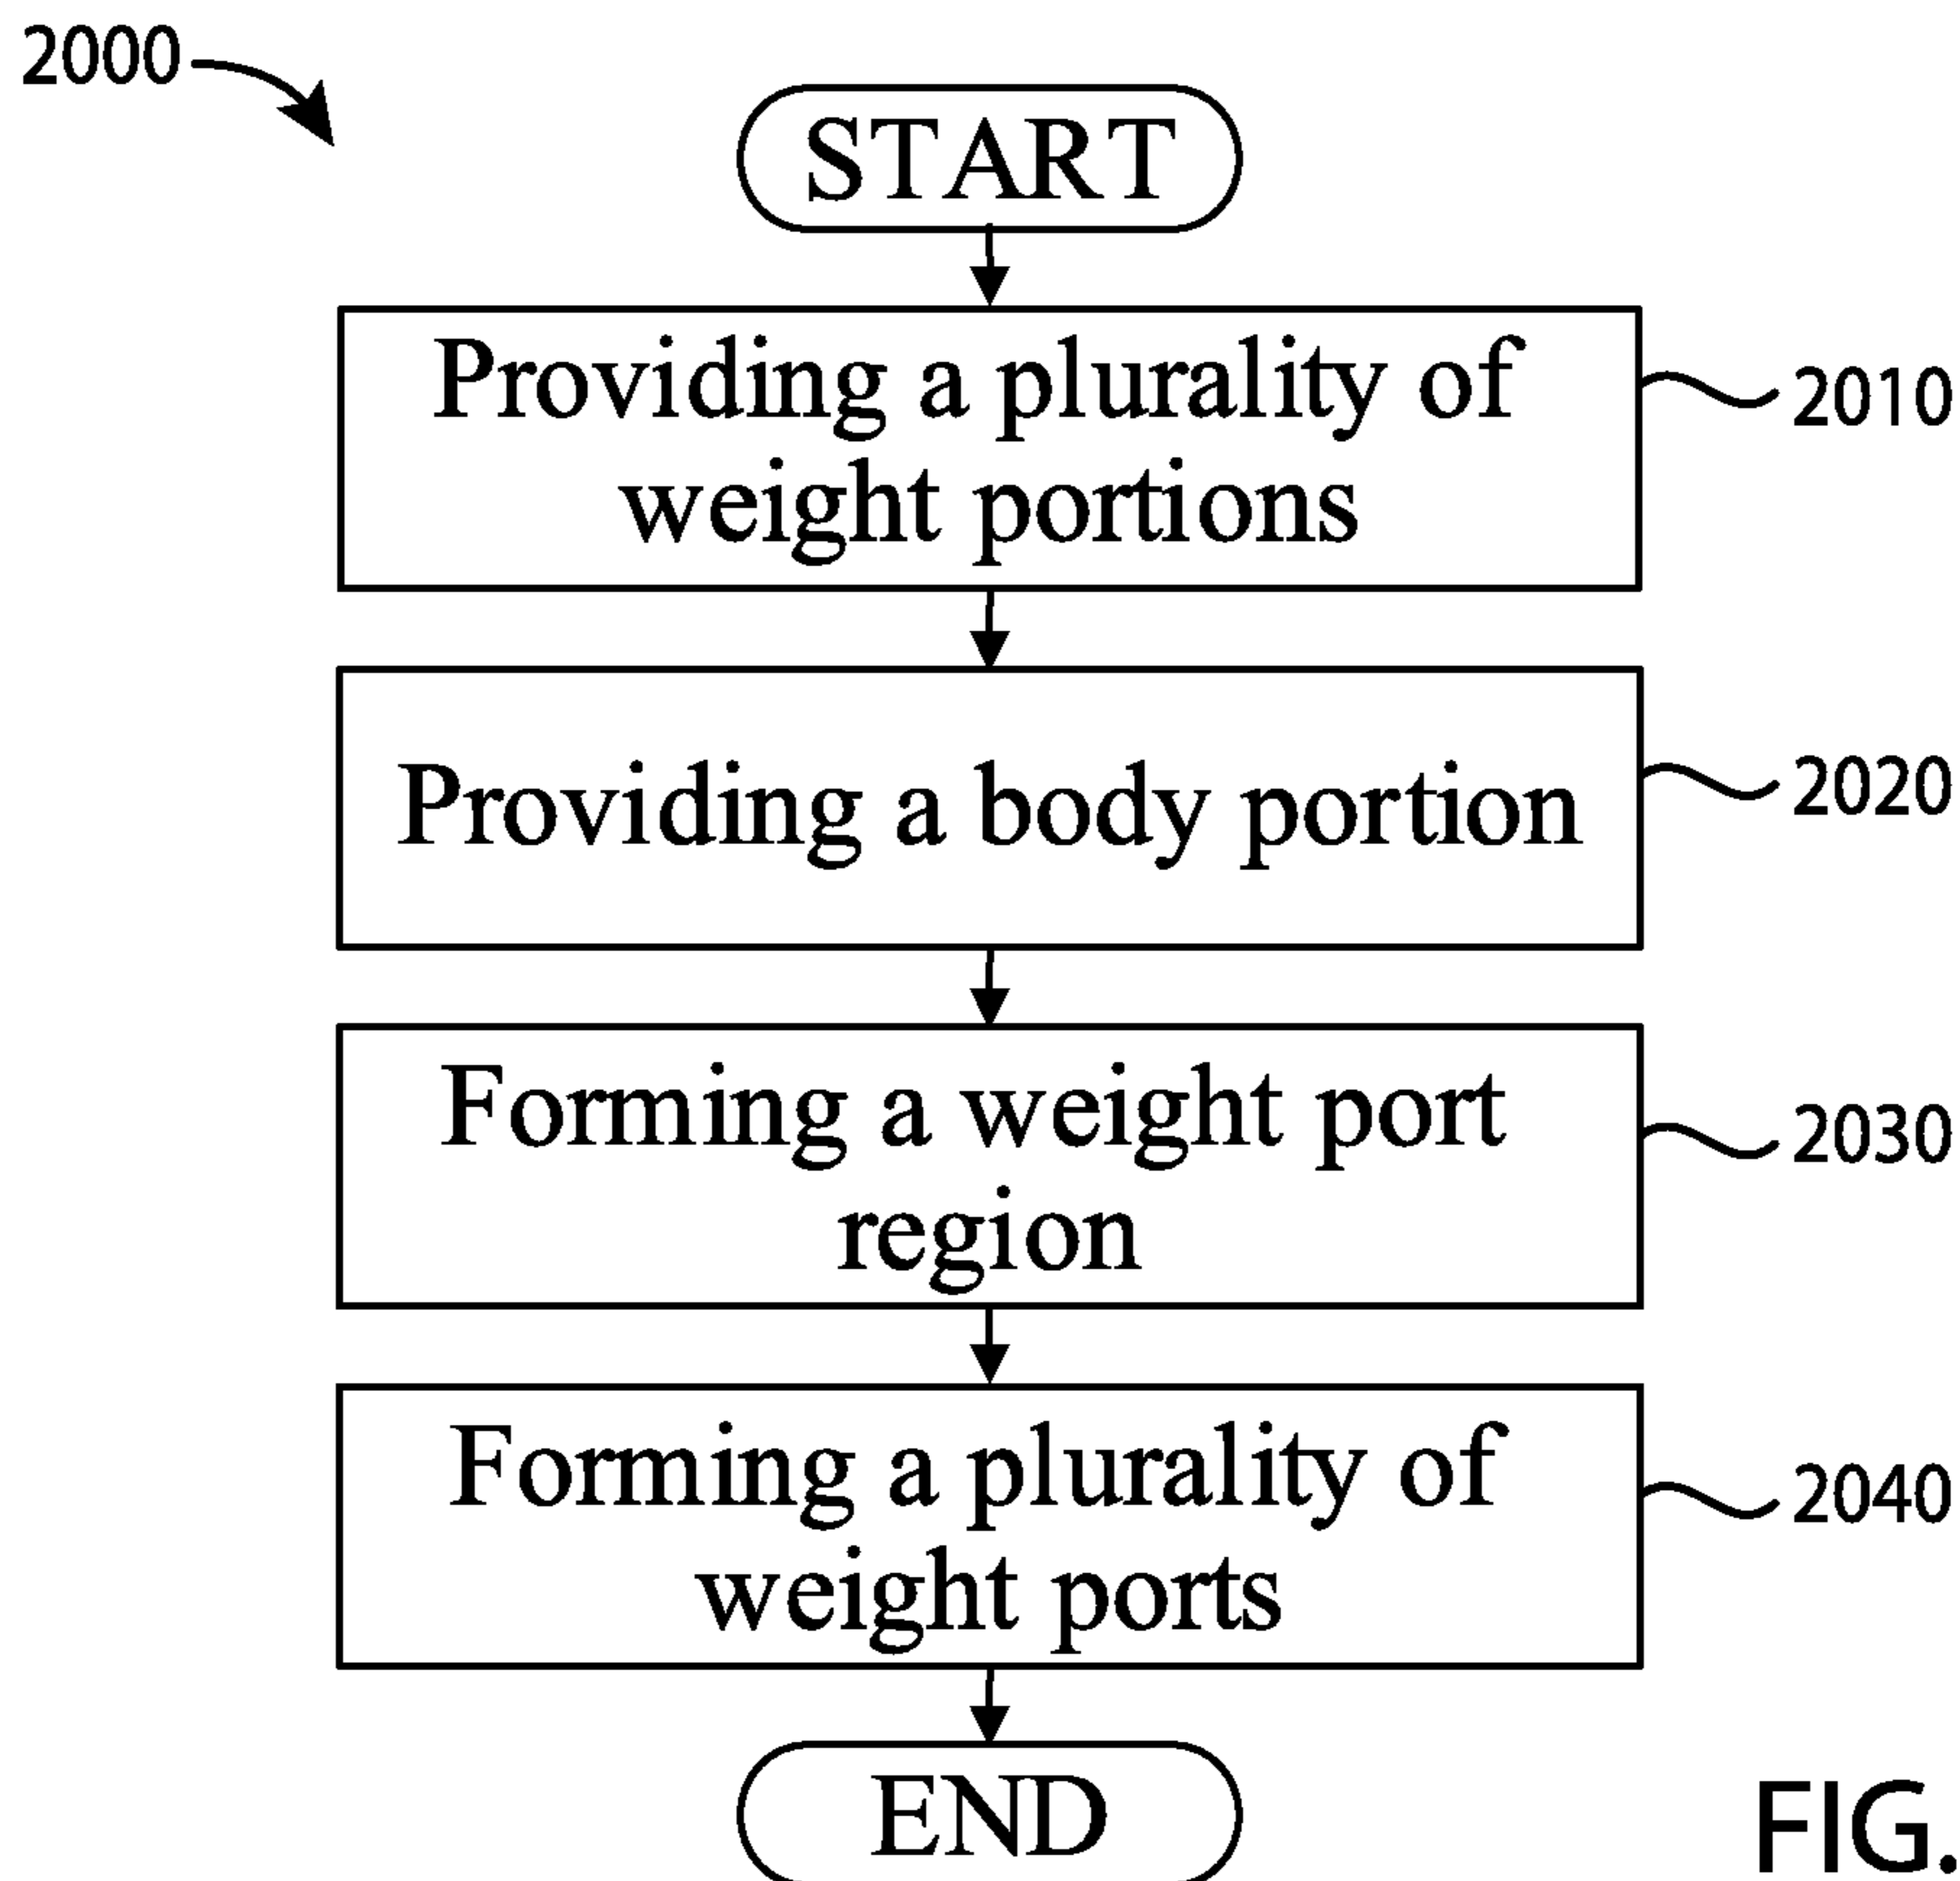 2000
START
Providing a plurality of
weight portions
2010
Providing a body portion
2020
Forming a weight port
region
2030
Forming a plurality of
weight ports
2040
END
FIG.